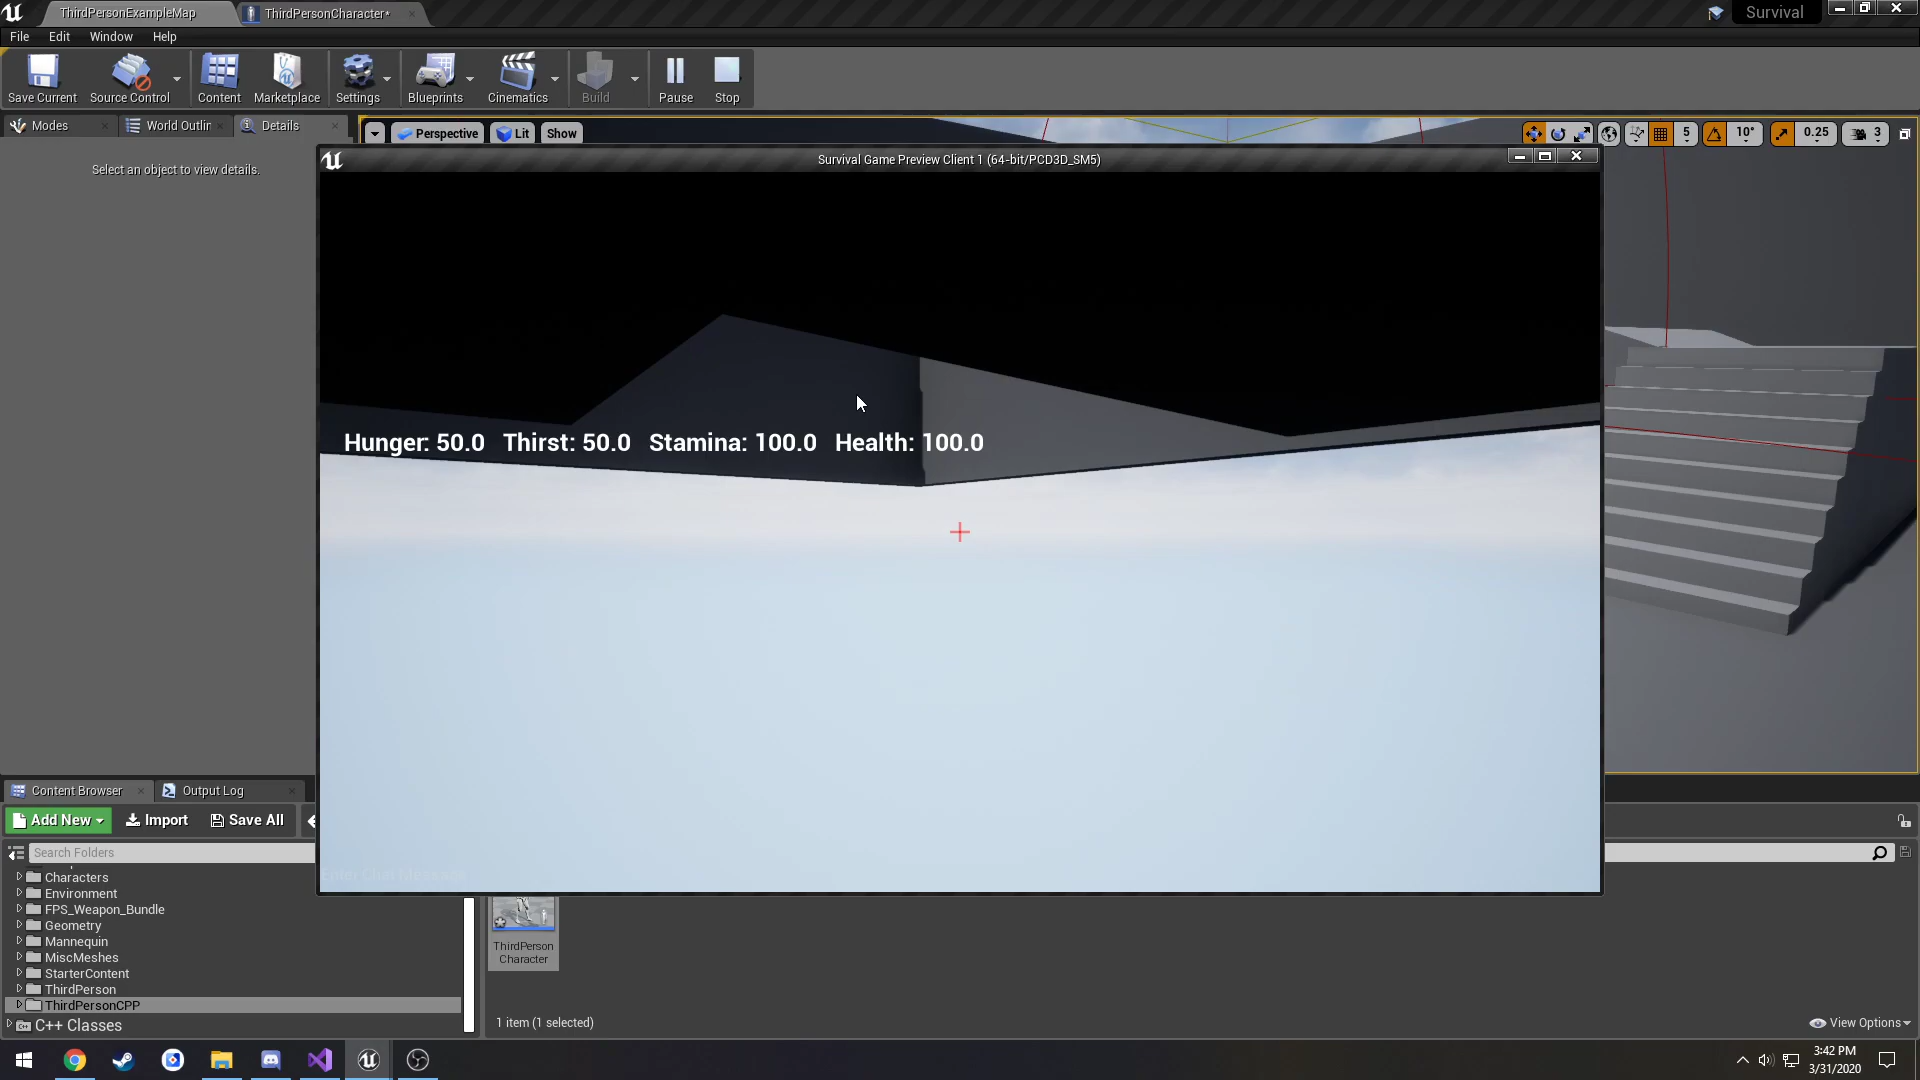 ThirdPersonExampleMap
ThirdPersonCharacter*
Survival
File Edit Window Help
Save Current
Source Control
Content
Marketplace
Settings
Blueprints
Cinematics
Build
Pause
Stop
Modes
World Outlin
Details
Perspective
Lit
Show
5
10°
0.25
3
Select an object to view details.
Survival Game Preview Client 1 (64-bit/PCD3D_SM5)
Hunger: 50.0 Thirst: 50.0 Stamina: 100.0 Health: 100.0
Content Browser
Output Log
Add New
Import
Save All
Search Folders
Characters
Environment
FPS_Weapon_Bundle
Geometry
Mannequin
MiscMeshes
StarterContent
ThirdPerson
ThirdPersonCPP
C++ Classes
ThirdPerson
Character
1 item (1 selected)
View Options
3:42 PM
3/31/2020